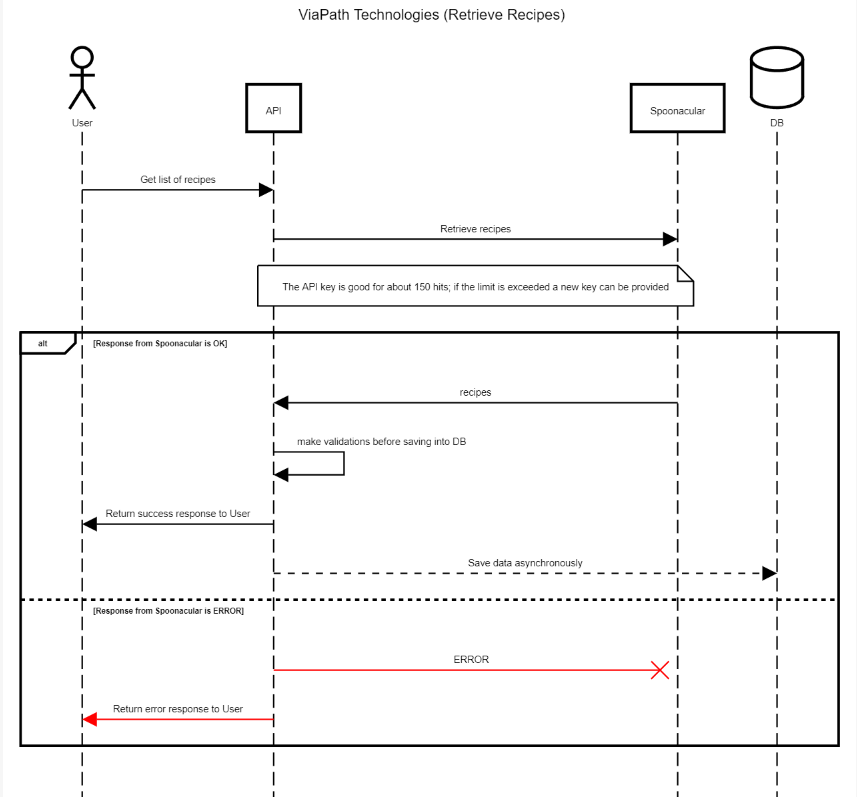 ViaPath Technologies (Retrieve Recipes)
User
API
Spoonacular
DB
Get list of recipes
Retrieve recipes
The API key is good for about 150 hits; if the limit is exceeded a new key can be provided
alt
[Response from Spoonacular is OK]
recipes
make validations before saving into DB
Return success response to User
Save data asynchronously
[Response from Spoonacular is ERROR]
ERROR
Return error response to User